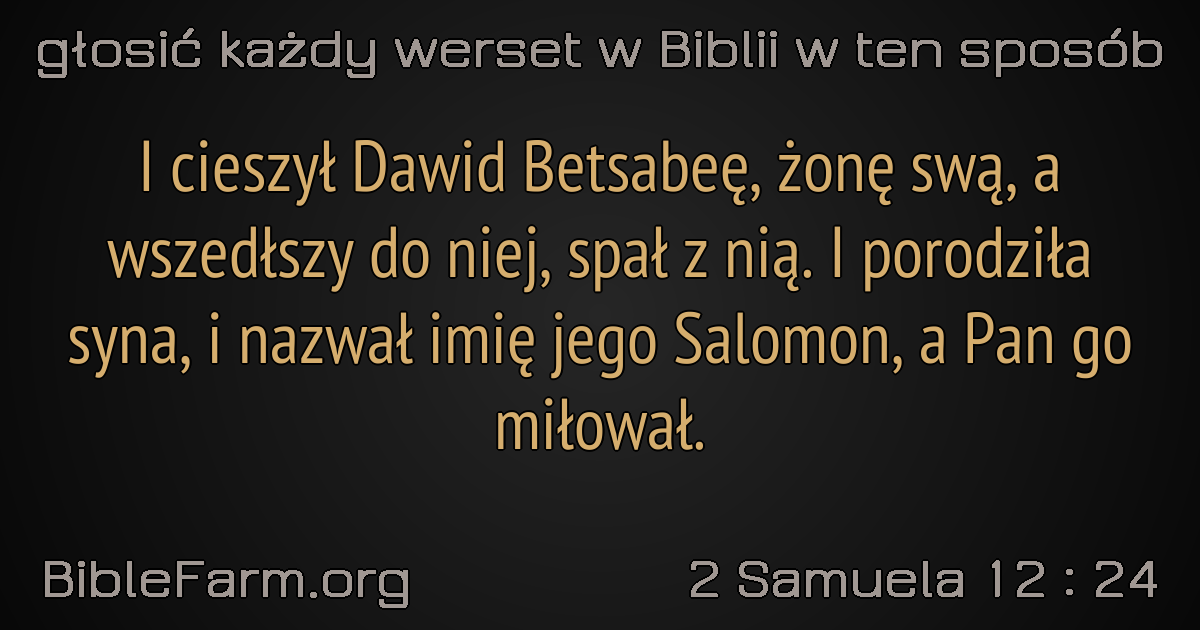 głosić każdy werset w Biblii w ten sposób
I cieszył Dawid Betsabeę, żonę swą, a
wszedłszy do niej, spał z nią. I porodziła
syna, i nazwał imię jego Salomon, a Pan go
miłował.
BibleFarm.org
2 Samuela 12 : 24